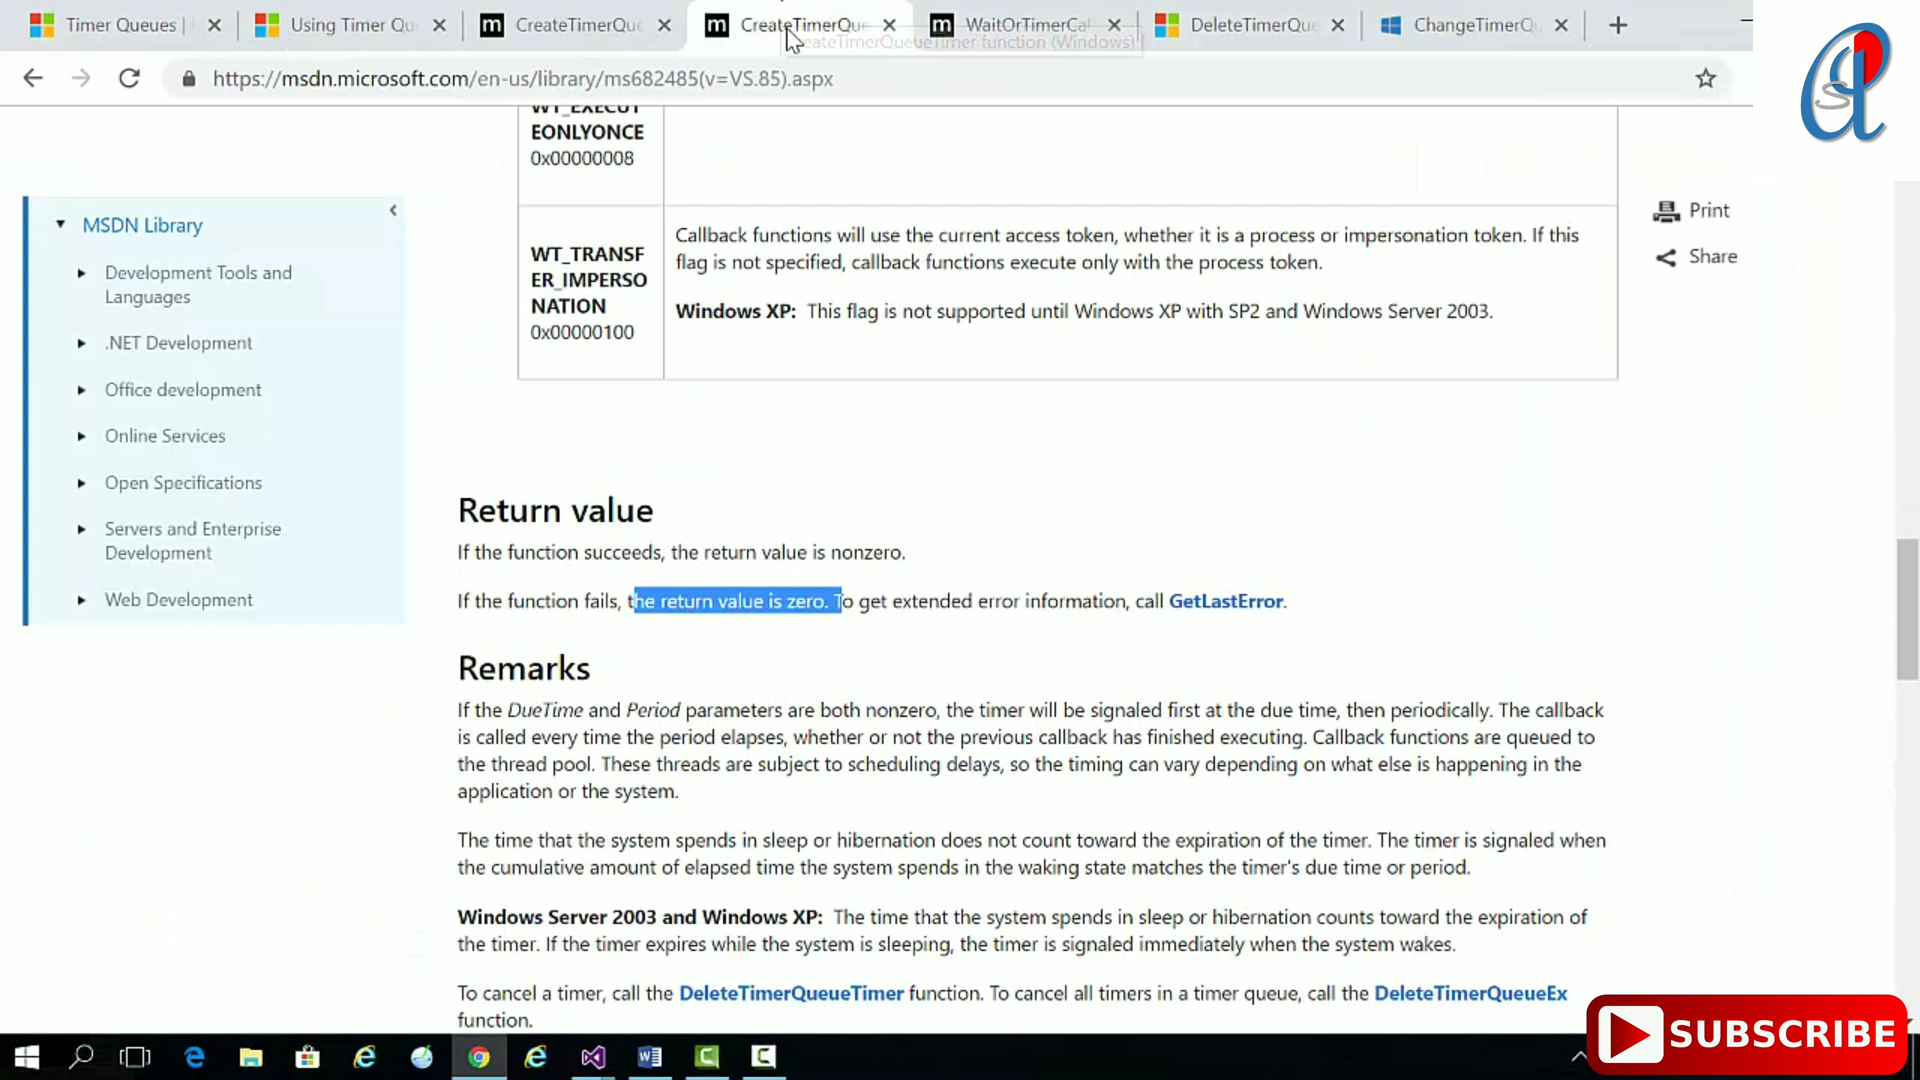 Timer Queues |
Using Timer Qu
CreateTimerQue
CreateTimerQue
WaitOrTimerCal
DeleteTimerQue
ChangeTimerQu
CreateTimerQueueTimer function (Windows)
https://msdn.microsoft.com/en-us/library/ms682485(v=VS.85).aspx
WT_EXECUT
EONLYONCE
0x00000008
MSDN Library
Development Tools and
Languages
.NET Development
Office development
Online Services
Open Specifications
Servers and Enterprise
Development
Web Development
WT_TRANSF
ER_IMPERSO
NATION
0x00000100
Callback functions will use the current access token, whether it is a process or impersonation token. If this
flag is not specified, callback functions execute only with the process token.
Windows XP: This flag is not supported until Windows XP with SP2 and Windows Server 2003.
Print
Share
Return value
If the function succeeds, the return value is nonzero.
If the function fails, the return value is zero. To get extended error information, call GetLastError.
Remarks
If the DueTime and Period parameters are both nonzero, the timer will be signaled first at the due time, then periodically. The callback
is called every time the period elapses, whether or not the previous callback has finished executing. Callback functions are queued to
the thread pool. These threads are subject to scheduling delays, so the timing can vary depending on what else is happening in the
application or the system.
The time that the system spends in sleep or hibernation does not count toward the expiration of the timer. The timer is signaled when
the cumulative amount of elapsed time the system spends in the waking state matches the timer's due time or period.
Windows Server 2003 and Windows XP: The time that the system spends in sleep or hibernation counts toward the expiration of
the timer. If the timer expires while the system is sleeping, the timer is signaled immediately when the system wakes.
To cancel a timer, call the DeleteTimerQueueTimer function. To cancel all timers in a timer queue, call the DeleteTimerQueueEx
function.
SUBSCRIBE